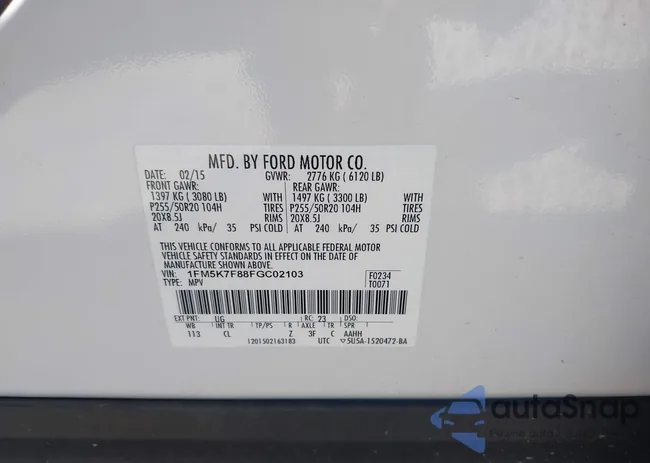 MFD. BY FORD MOTOR CO.
DATE: 02/15 GVWR: 2776 KG ( 6120 LB)
FRONT GAWR: REAR GAWR:
1397 KG ( 3080 LB) WITH 1497 KG ( 3300 LB) WITH
P255/50R20 104H TIRES P255/50R20 104H TIRES
20X8.5J RIMS 20X8.5J RIMS
AT 240 kPa/ 35 PSI COLD AT 240 kPa/ 35 PSI COLD
THIS VEHICLE CONFORMS TO ALL APPLICABLE FEDERAL MOTOR
VEHICLE SAFETY STANDARDS IN EFFECT ON THE DATE OF
MANUFACTURE SHOWN ABOVE.
VIN: 1FM5K7F88FGC02103 F0234
TYPE: MPV T0071
EXT PNT: UG RC: 23 DSO:
WB INT TR TP/PS R AXLE TR SPR
113 CL Z 3F C AAHH
1201502163183 UTC ▽5U5A-1520472-BA
autoSnap